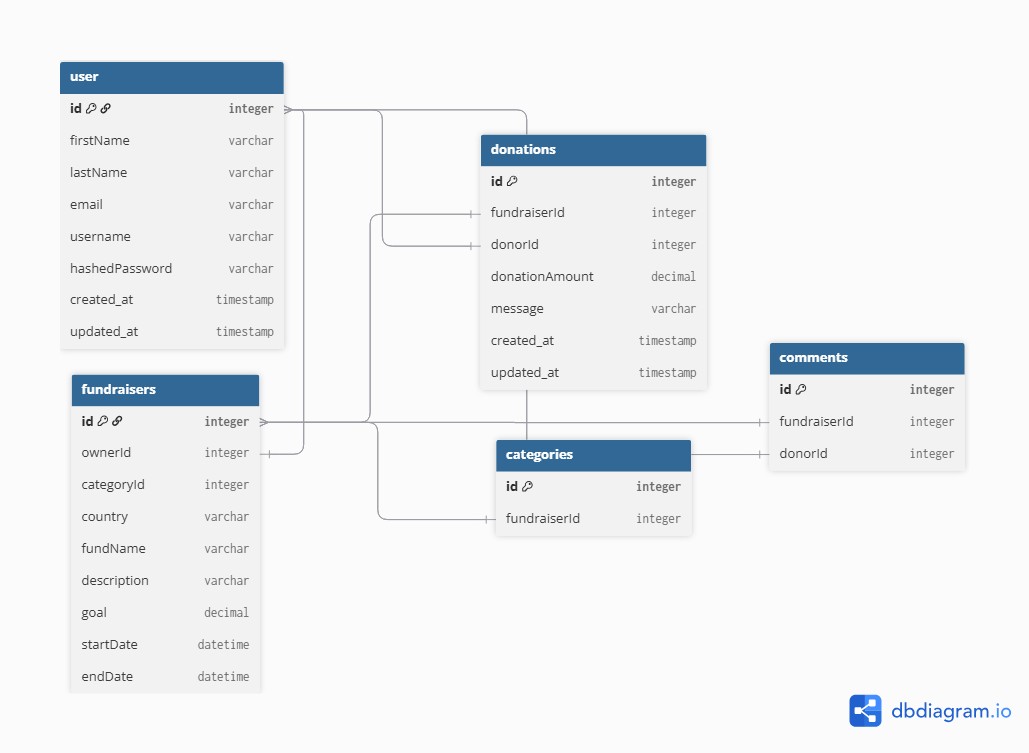 user
id integer
firstName varchar
lastName varchar
email varchar
username varchar
hashedPassword varchar
created_at timestamp
updated_at timestamp
donations
id integer
fundraiserId integer
donorId integer
donationAmount decimal
message varchar
created_at timestamp
updated_at timestamp
comments
id integer
fundraiserId integer
donorId integer
fundraisers
id integer
ownerId integer
categoryId integer
country varchar
fundName varchar
description varchar
goal decimal
startDate datetime
endDate datetime
categories
id integer
fundraiserId integer
dbdiagram.io